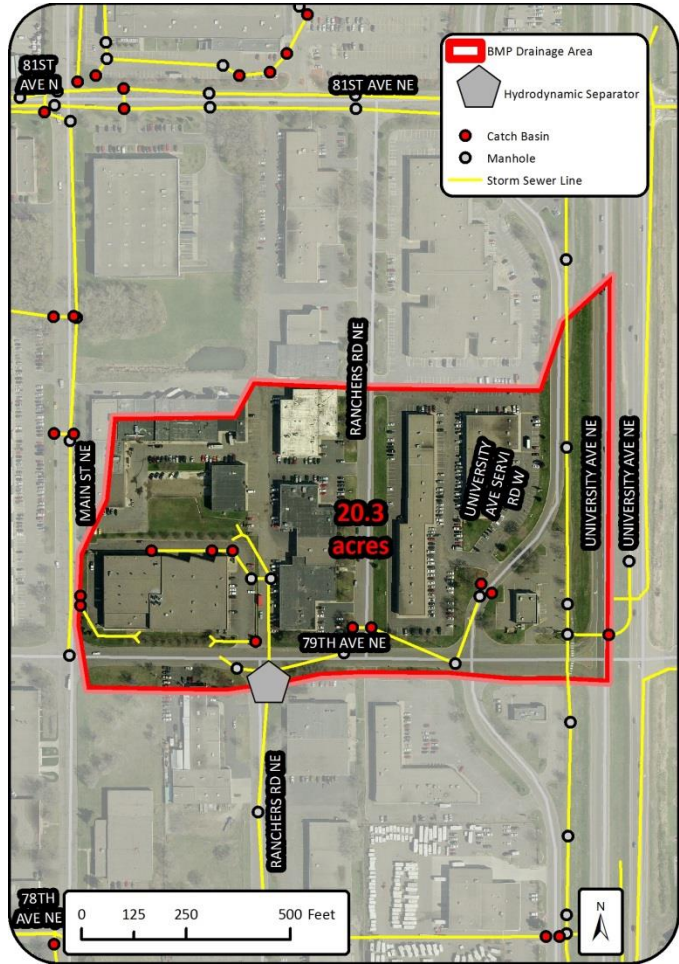 81ST
AVE N
81ST AVE NE
BMP Drainage Area
Hydrodynamic Separator
Catch Basin
Manhole
Storm Sewer Line
RANCHERS RD NE
MAIN ST NE
UNIVERSITY
AVE SERVI
RD W
UNIVERSITY AVE NE
UNIVERSITY AVE NE
20.3
acres
79TH AVE NE
RANCHERS RD NE
78TH
AVE NE
0 125 250 500 Feet
N